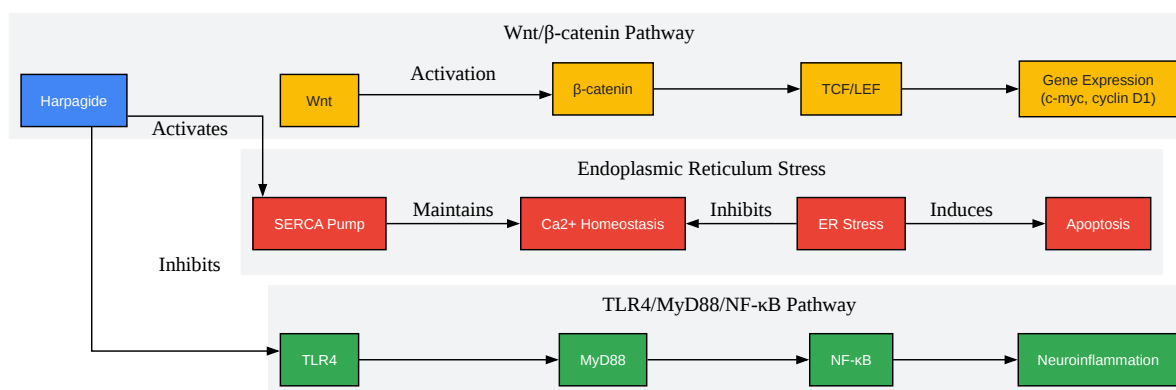 Wnt/β-catenin Pathway
Harpagide
Wnt
Activation
β-catenin
TCF/LEF
Gene Expression
(c-myc, cyclin D1)
Activates
Endoplasmic Reticulum Stress
SERCA Pump
Maintains
Ca2+ Homeostasis
Inhibits
ER Stress
Induces
Apoptosis
Inhibits
TLR4/MyD88/NF-κB Pathway
TLR4
MyD88
NF-κB
Neuroinflammation